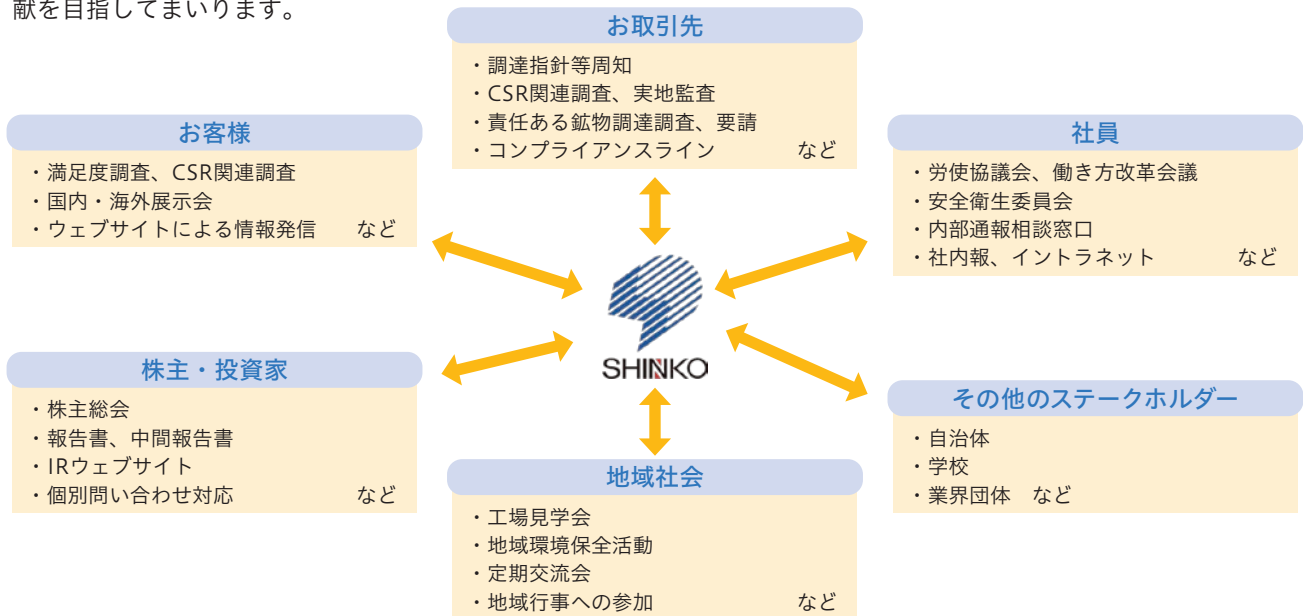 献を目指してまいります。
お取引先
・調達指針等周知
・CSR関連調査、実地監査
・責任ある鉱物調達調査、要請
・コンプライアンスライン など
お客様
・満足度調査、CSR関連調査
・国内・海外展示会
・ウェブサイトによる情報発信 など
社員
・労使協議会、働き方改革会議
・安全衛生委員会
・内部通報相談窓口
・社内報、イントラネット など
SHINKO
株主・投資家
・株主総会
・報告書、中間報告書
・IRウェブサイト
・個別問い合わせ対応 など
その他のステークホルダー
・自治体
・学校
・業界団体 など
地域社会
・工場見学会
・地域環境保全活動
・定期交流会
・地域行事への参加 など